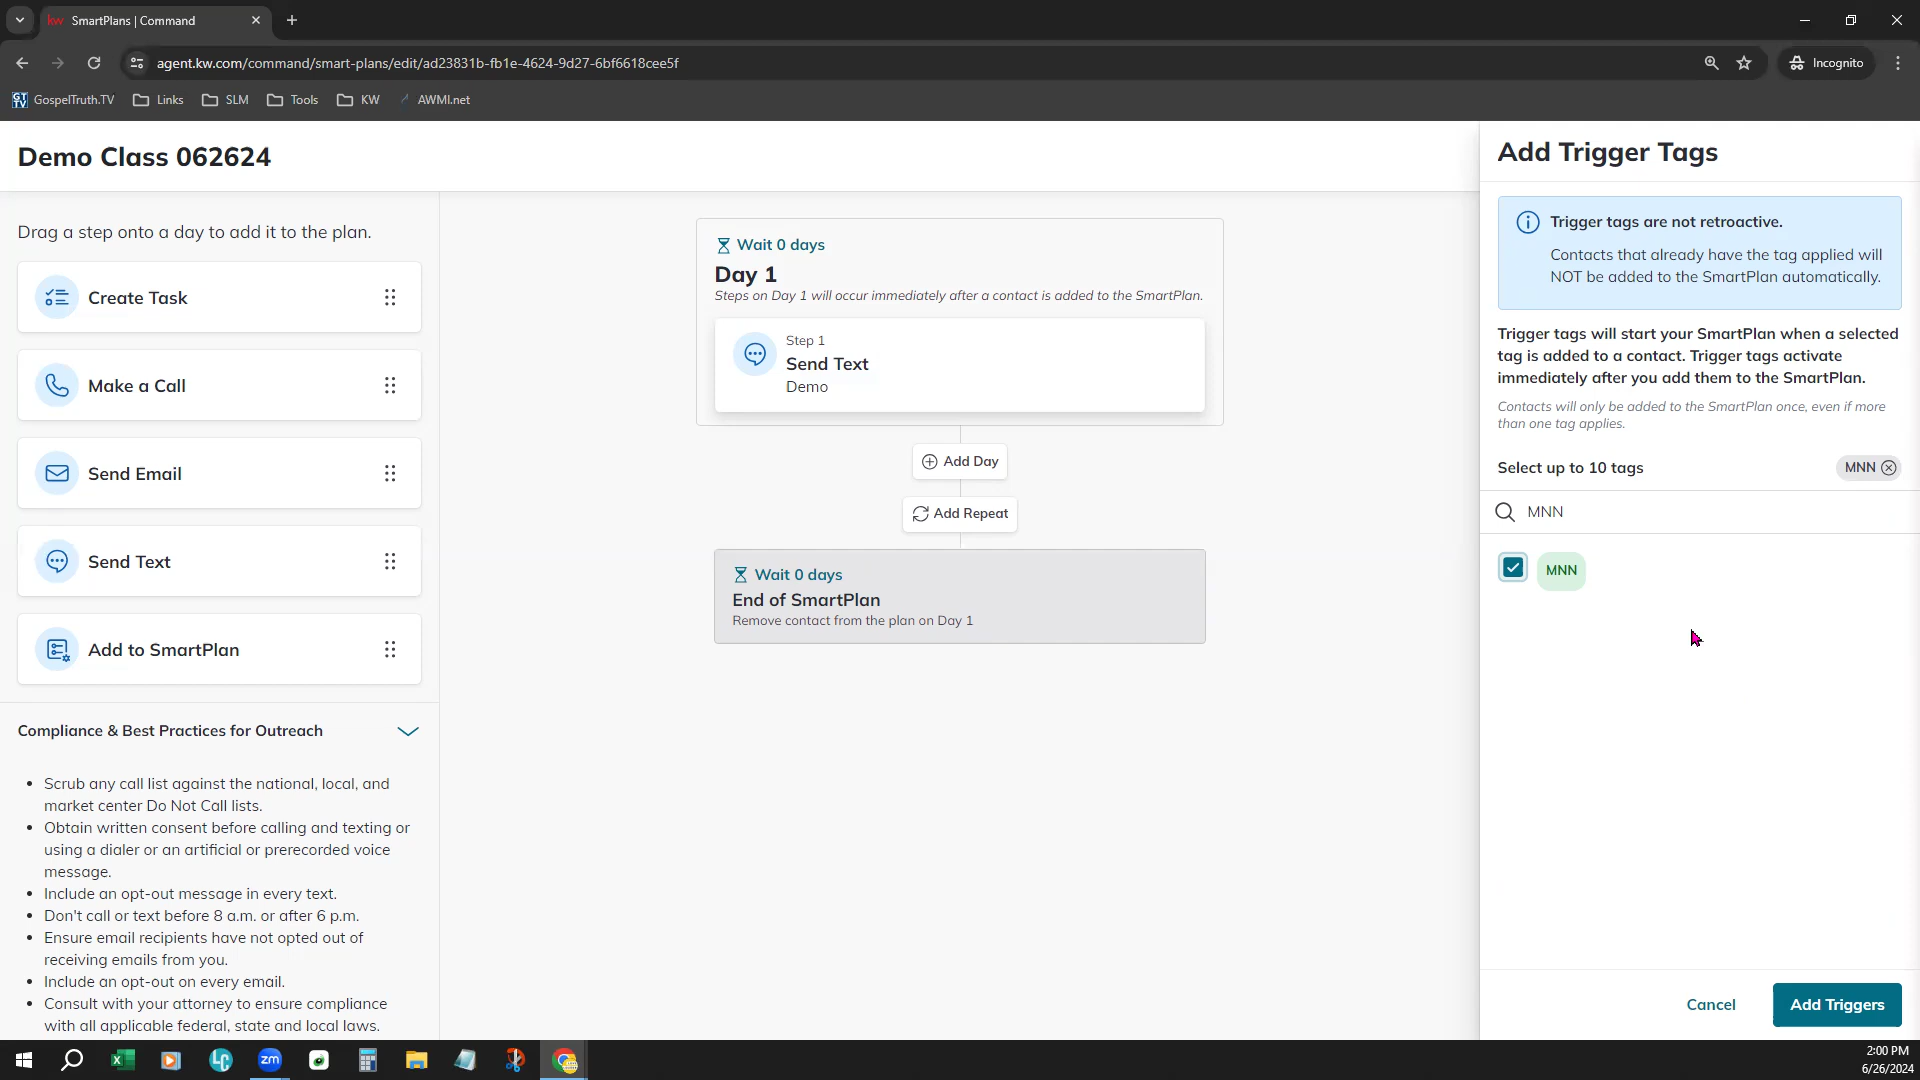 kw SmartPlans | Command
agent.kw.com/command/smart-plans/edit/ad23831b-fb1e-4624-9d27-6bf6618cee5f
Incognito
GT TV GospelTruth.TV Links SLM Tools KW AWMI.net
Demo Class 062624
Drag a step onto a day to add it to the plan.
Create Task
Make a Call
Send Email
Send Text
Add to SmartPlan
Compliance & Best Practices for Outreach
• Scrub any call list against the national, local, and
market center Do Not Call lists.
• Obtain written consent before calling and texting or
using a dialer or an artificial or prerecorded voice
message.
• Include an opt-out message in every text.
• Don't call or text before 8 a.m. or after 6 p.m.
• Ensure email recipients have not opted out of
receiving emails from you.
• Include an opt-out on every email.
• Consult with your attorney to ensure compliance
with all applicable federal, state and local laws.
Wait 0 days
Day 1
Steps on Day 1 will occur immediately after a contact is added to the SmartPlan.
Step 1
Send Text
Demo
Add Day
Add Repeat
Wait 0 days
End of SmartPlan
Remove contact from the plan on Day 1
Add Trigger Tags
Trigger tags are not retroactive.
Contacts that already have the tag applied will
NOT be added to the SmartPlan automatically.
Trigger tags will start your SmartPlan when a selected
tag is added to a contact. Trigger tags activate
immediately after you add them to the SmartPlan.
Contacts will only be added to the SmartPlan once, even if more
than one tag applies.
Select up to 10 tags MNN
MNN
MNN
Cancel Add Triggers
LC zm
2:00 PM
6/26/2024